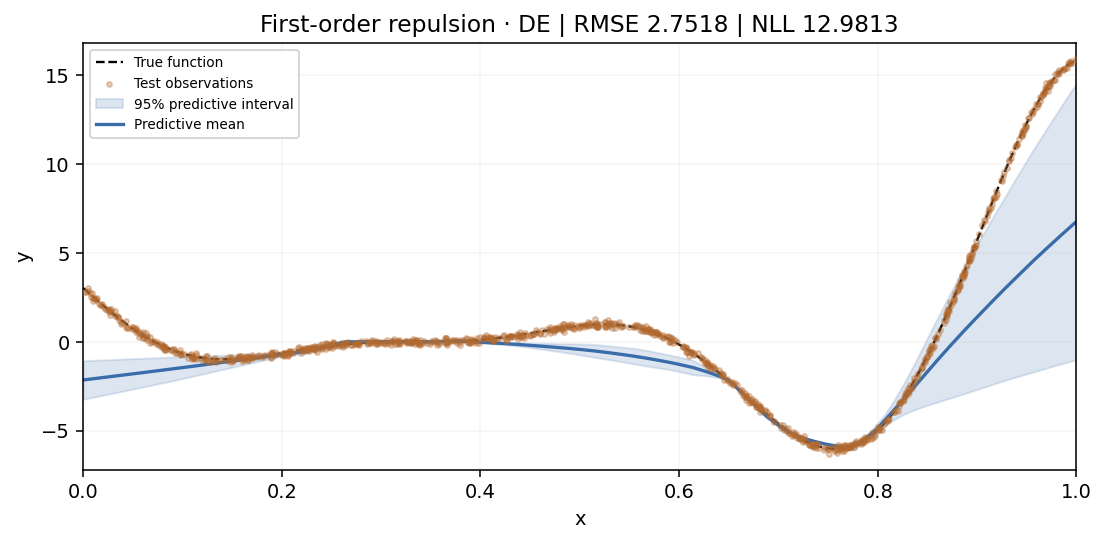 First-order repulsion · DE | RMSE 2.7518 | NLL 12.9813
True function
Test observations
95% predictive interval
Predictive mean
15
10
5
0
−5
y
0.0 0.2 0.4 0.6 0.8 1.0
x